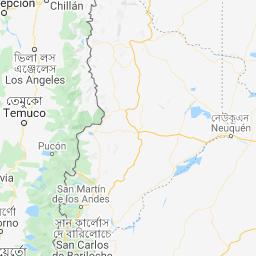 epción
Chillán
ভিলা লস
এঞ্জেলেস
Los Angeles
তেমুকো
Temuco
নেউকুএন
Neuquén
Pucón
via
San Martín
de los Andes
র্গো
orno
সান কার্লোস
দে বারিলোচে
San Carlos
de Bariloche
য়ের্তো